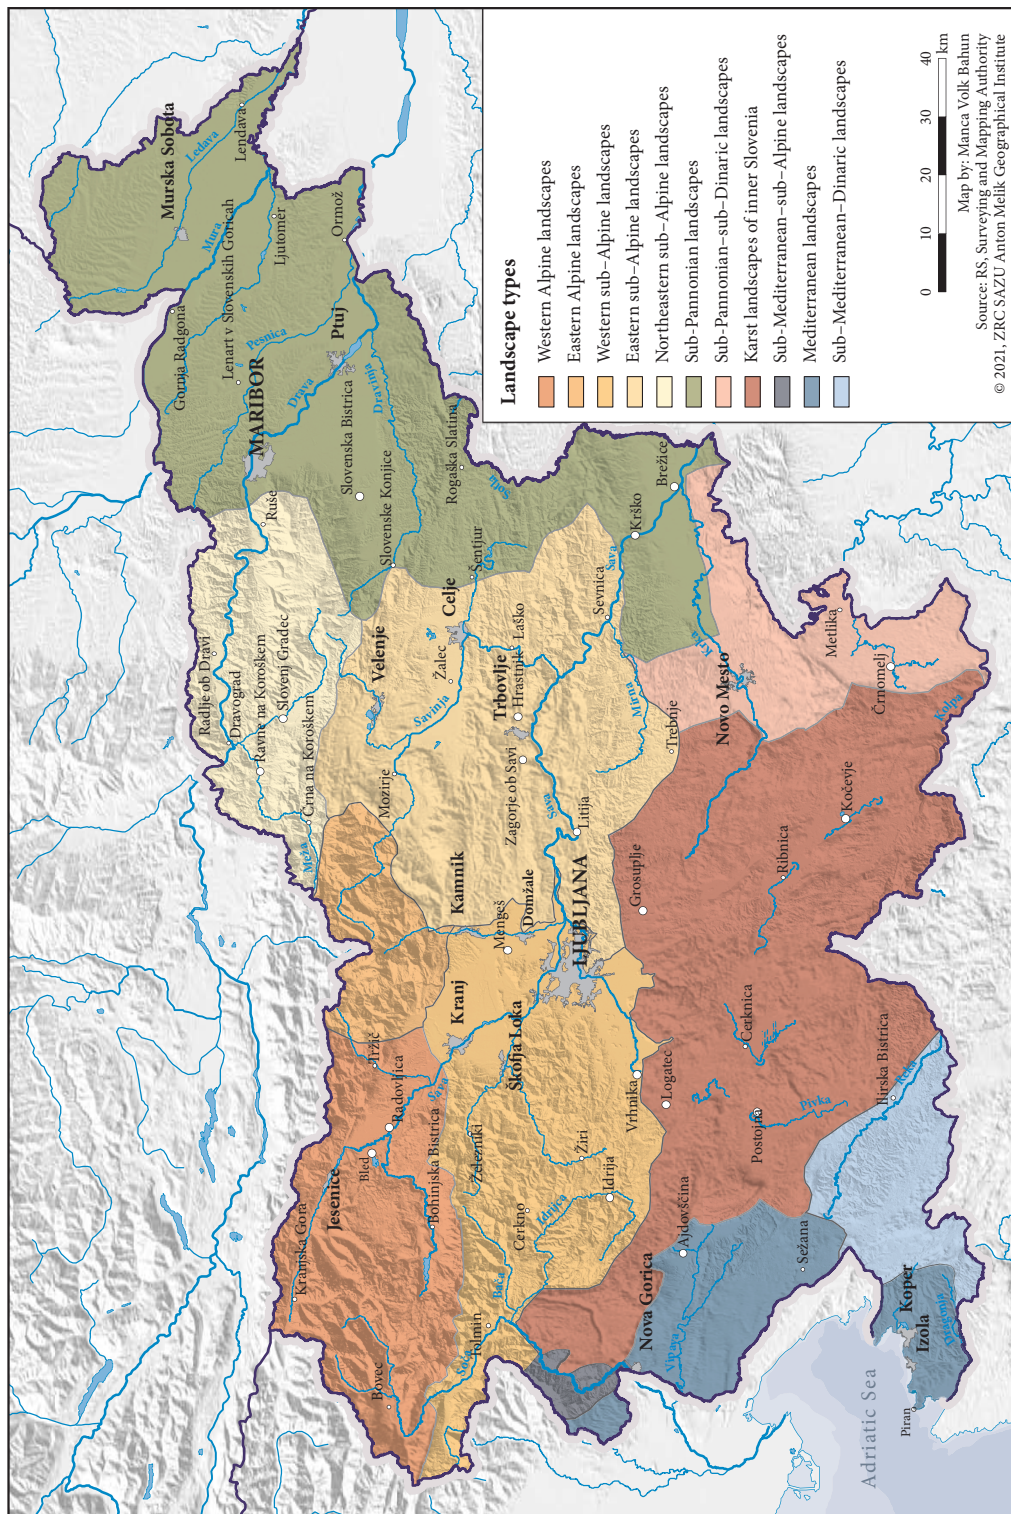 Landscape types
Western Alpine landscapes
Eastern Alpine landscapes
Western sub–Alpine landscapes
Eastern sub–Alpine landscapes
Northeastern sub–Alpine landscapes
Sub-Pannonian landscapes
Sub-Pannonian-sub–Dinaric landscapes
Karst landscapes of inner Slovenia
Sub-Mediterranean–sub–Alpine landscapes
Mediterranean landscapes
Sub–Mediterranean–Dinaric landscapes
0
10
20
30
40
km
Map by: Manca Volk Bahun
Source: RS, Surveying and Mapping Authority
© 2021, ZRC SAZU Anton Melik Geographical Institute
Kranjska Gora
Jesenice
Bovec
Bled
Radovljica
Tržič
Bohinjska Bistrica
Sava
Soča
Tolmin
Bača
Cerkno
Idrijca
Idrija
Železniki
Žiri
Škofja Loka
Kranj
Kamnik
Mengeš
Domžale
LJUBLJANA
Vrhnika
Logatec
Grosuplje
Cerknica
Postojna
Pivka
Ilirska Bistrica
Reka
Nova Gorica
Ajdovščina
Vipava
Sežana
Koper
Izola
Piran
Dragonja
Adriatic Sea
Ribnica
Kočevje
Kolpa
Črnomelj
Metlika
Novo Mesto
Krka
Trebnje
Mirna
Litija
Sava
Zagorje ob Savi
Trbovlje
Hrastnik
Laško
Sevnica
Sava
Krško
Brežice
Mozirje
Savinja
Velenje
Žalec
Celje
Šentjur
Sotla
Rogaška Slatina
Slovenske Konjice
Slovenska Bistrica
Meža
Črna na Koroškem
Ravne na Koroškem
Slovenj Gradec
Dravograd
Radlje ob Dravi
Ruše
MARIBOR
Drava
Dravinja
Ptuj
Pesnica
Lenart v Slovenskih Goricah
Gornja Radgona
Mura
Murska Sobota
Ledava
Lendava
Ljutomer
Ormož